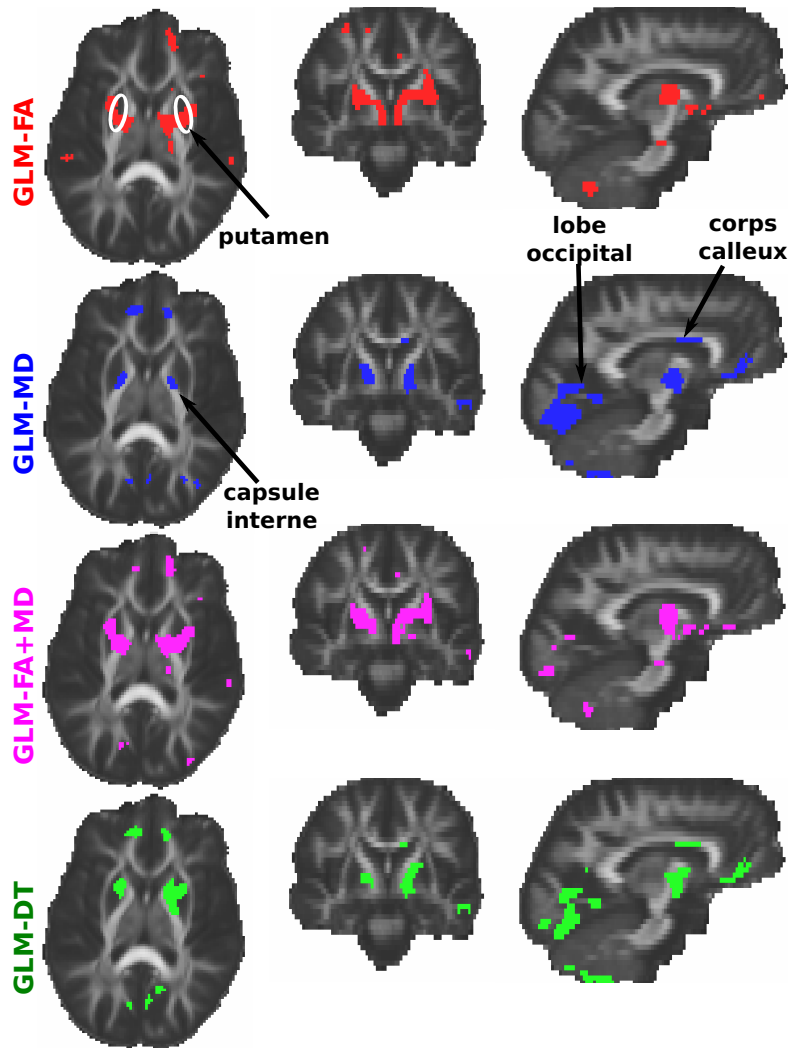 GLM-FA
putamen
lobe
occipital
corps
calleux
GLM-MD
capsule
interne
GLM-FA+MD
GLM-DT